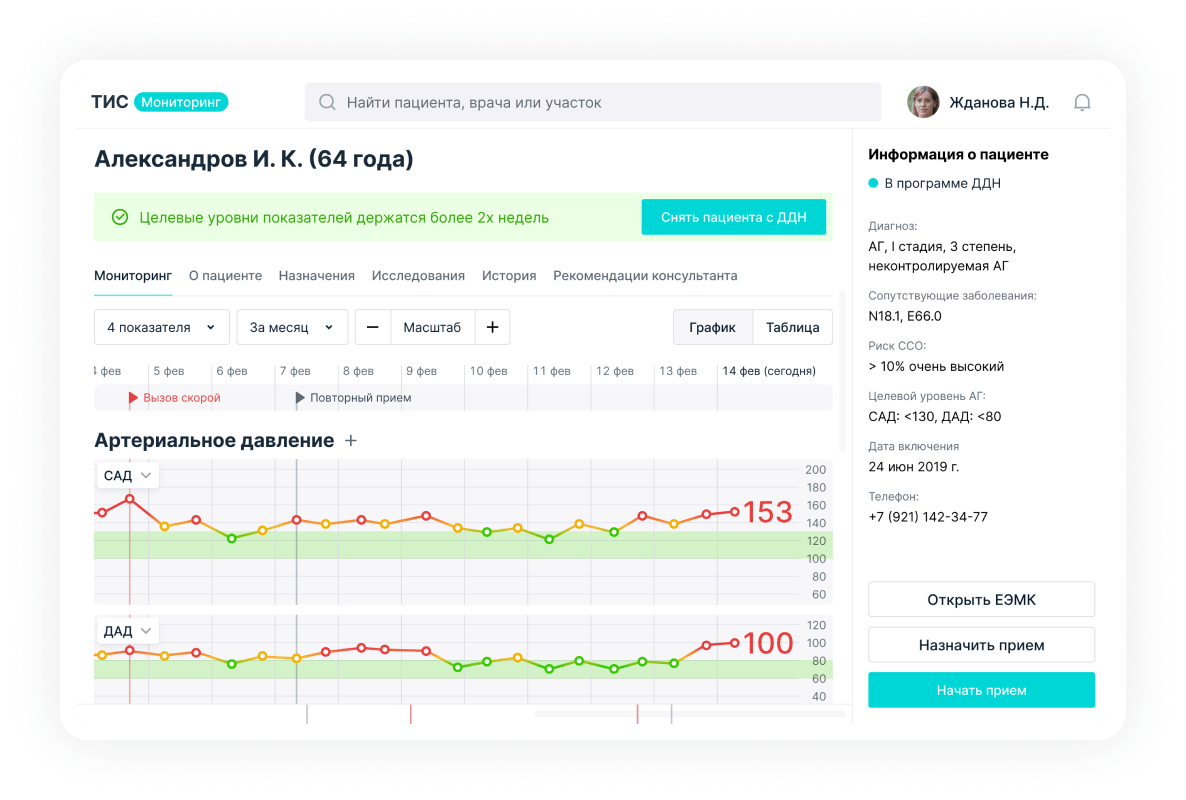 ТИС Мониторинг
Найти пациента, врача или участок
Жданова Н.Д.
Александров И. К. (64 года)
Целевые уровни показателей держатся более 2х недель
Снять пациента с ДДН
Мониторинг О пациенте Назначения Исследования История Рекомендации консультанта
4 показателя За месяц — Масштаб + График Таблица
4 фев 5 фев 6 фев 7 фев 8 фев 9 фев 10 фев 11 фев 12 фев 13 фев 14 фев (сегодня)
Вызов скорой Повторный прием
Артериальное давление +
САД
153
200
180
160
140
120
100
80
60
ДАД
100
120
100
80
60
40
Информация о пациенте
В программе ДДН
Диагноз:
АГ, I стадия, 3 степень,
неконтролируемая АГ
Сопутствующие заболевания:
N18.1, E66.0
Риск ССО:
> 10% очень высокий
Целевой уровень АГ:
САД: <130, ДАД: <80
Дата включения
24 июн 2019 г.
Телефон:
+7 (921) 142-34-77
Открыть ЕЭМК
Назначить прием
Начать прием